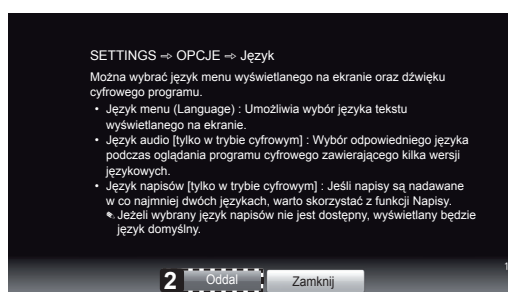 SETTINGS ⇨ OPCJE ⇨ Język
Można wybrać język menu wyświetlanego na ekranie oraz dźwięku
cyfrowego programu.
• Język menu (Language) : Umożliwia wybór języka tekstu
wyświetlanego na ekranie.
• Język audio [tylko w trybie cyfrowym] : Wybór odpowiedniego języka
podczas oglądania programu cyfrowego zawierającego kilka wersji
językowych.
• Język napisów [tylko w trybie cyfrowym] : Jeśli napisy są nadawane
w co najmniej dwóch językach, warto skorzystać z funkcji Napisy.
✎ Jeżeli wybrany język napisów nie jest dostępny, wyświetlany będzie
język domyślny.
1
2 Oddal Zamknij